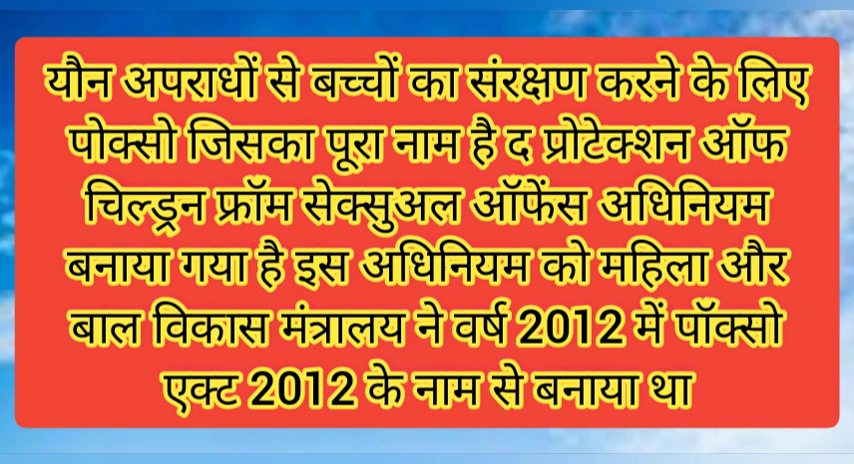 यौन अपराधों से बच्चों का संरक्षण करने के लिए
पोक्सो जिसका पूरा नाम है द प्रोटेक्शन ऑफ
चिल्ड्रन फ्रॉम सेक्सुअल ऑफेंस अधिनियम
बनाया गया है इस अधिनियम को महिला और
बाल विकास मंत्रालय ने वर्ष 2012 में पॉक्सो
एक्ट 2012 के नाम से बनाया था